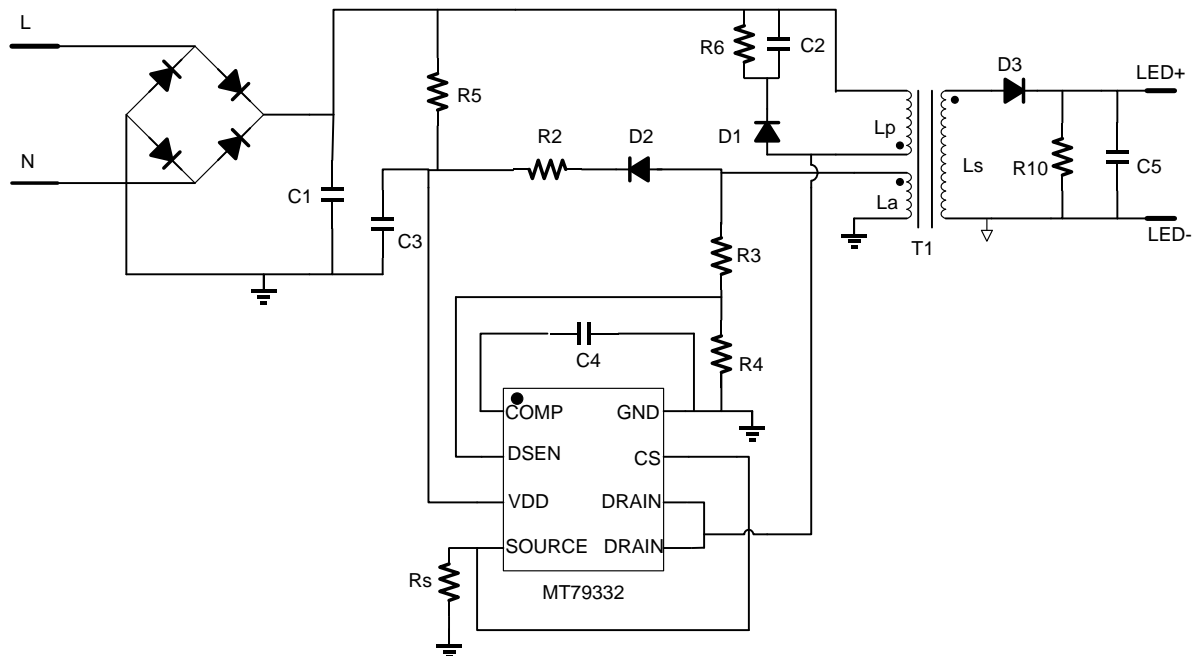 L
R6
C2
D3
LED+
R5
R2
D2
D1
Lp
N
Ls
R10
C5
C1
La
C3
T1
LED-
R3
C4
R4
COMP
GND
DSEN
CS
VDD
DRAIN
SOURCE
DRAIN
Rs
MT79332